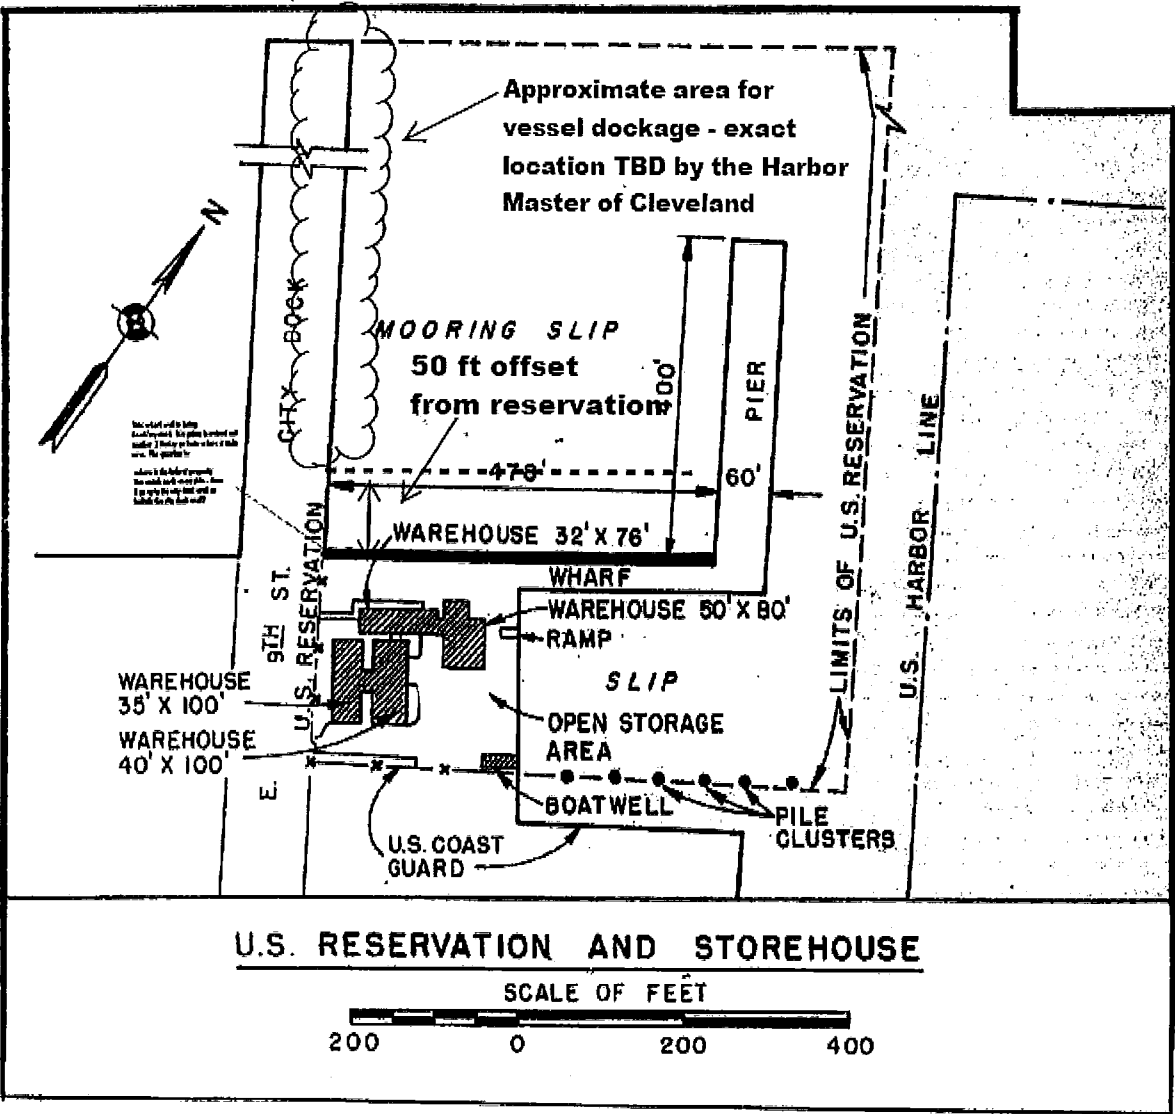 Approximate area for
vessel dockage - exact
location TBD by the Harbor
Master of Cleveland
N
CITY DOCK
MOORING SLIP
50 ft offset
from reservation
PIER
478'
60'
WAREHOUSE 32' X 76'
WHARF
WAREHOUSE 50' X 80'
RAMP
SLIP
OPEN STORAGE
AREA
BOATWELL
PILE
CLUSTERS
U.S. COAST
GUARD
WAREHOUSE
35' X 100'
WAREHOUSE
40' X 100'
E. 9TH ST.
U.S. RESERVATION
LIMITS OF U.S. RESERVATION
U.S. HARBOR LINE
U.S. RESERVATION AND STOREHOUSE
SCALE OF FEET
200 0 200 400